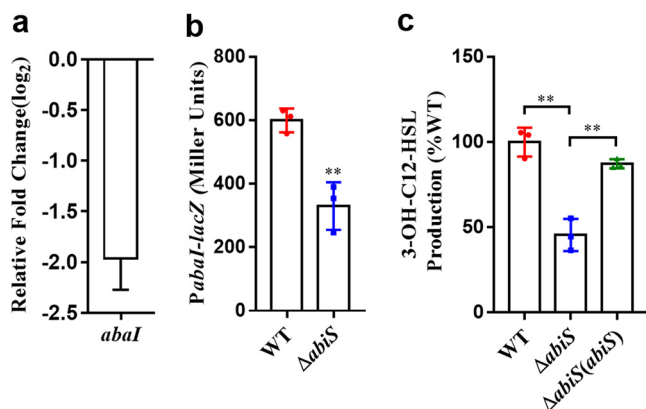 a
Relative Fold Change(log2)
0.0
-0.5
-1.0
-1.5
-2.0
-2.5
abaI
b
PabaI-lacZ (Miller Units)
800
600
400
200
0
**
WT
ΔabiS
c
3-OH-C12-HSL
Production (%WT)
150
100
50
0
**
**
WT
ΔabiS
ΔabiS(abiS)